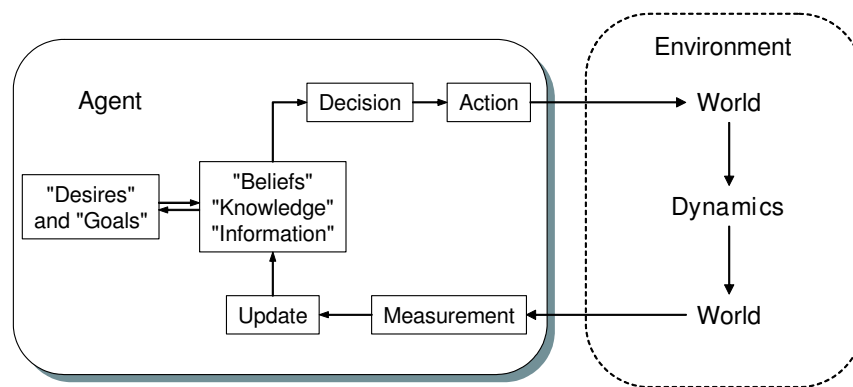 Environment
Agent
Decision
Action
World
"Desires"
and "Goals"
"Beliefs"
"Knowledge"
"Information"
Dynamics
Update
Measurement
World